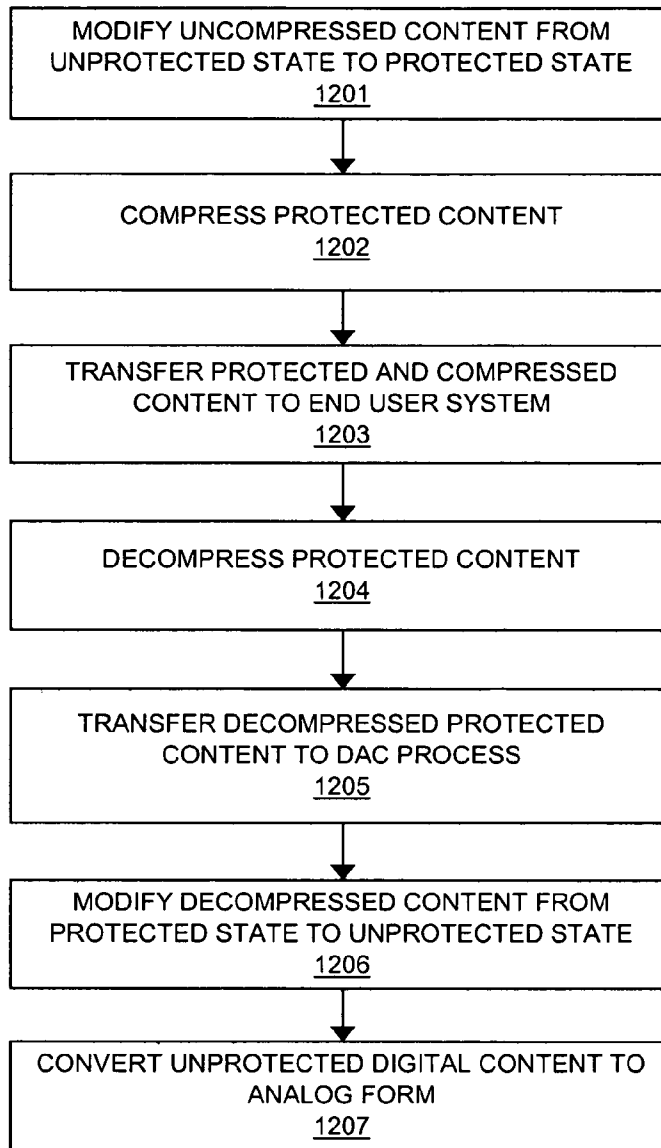 MODIFY UNCOMPRESSED CONTENT FROM
UNPROTECTED STATE TO PROTECTED STATE
1201
COMPRESS PROTECTED CONTENT
1202
TRANSFER PROTECTED AND COMPRESSED
CONTENT TO END USER SYSTEM
1203
DECOMPRESS PROTECTED CONTENT
1204
TRANSFER DECOMPRESSED PROTECTED
CONTENT TO DAC PROCESS
1205
MODIFY DECOMPRESSED CONTENT FROM
PROTECTED STATE TO UNPROTECTED STATE
1206
CONVERT UNPROTECTED DIGITAL CONTENT TO
ANALOG FORM
1207